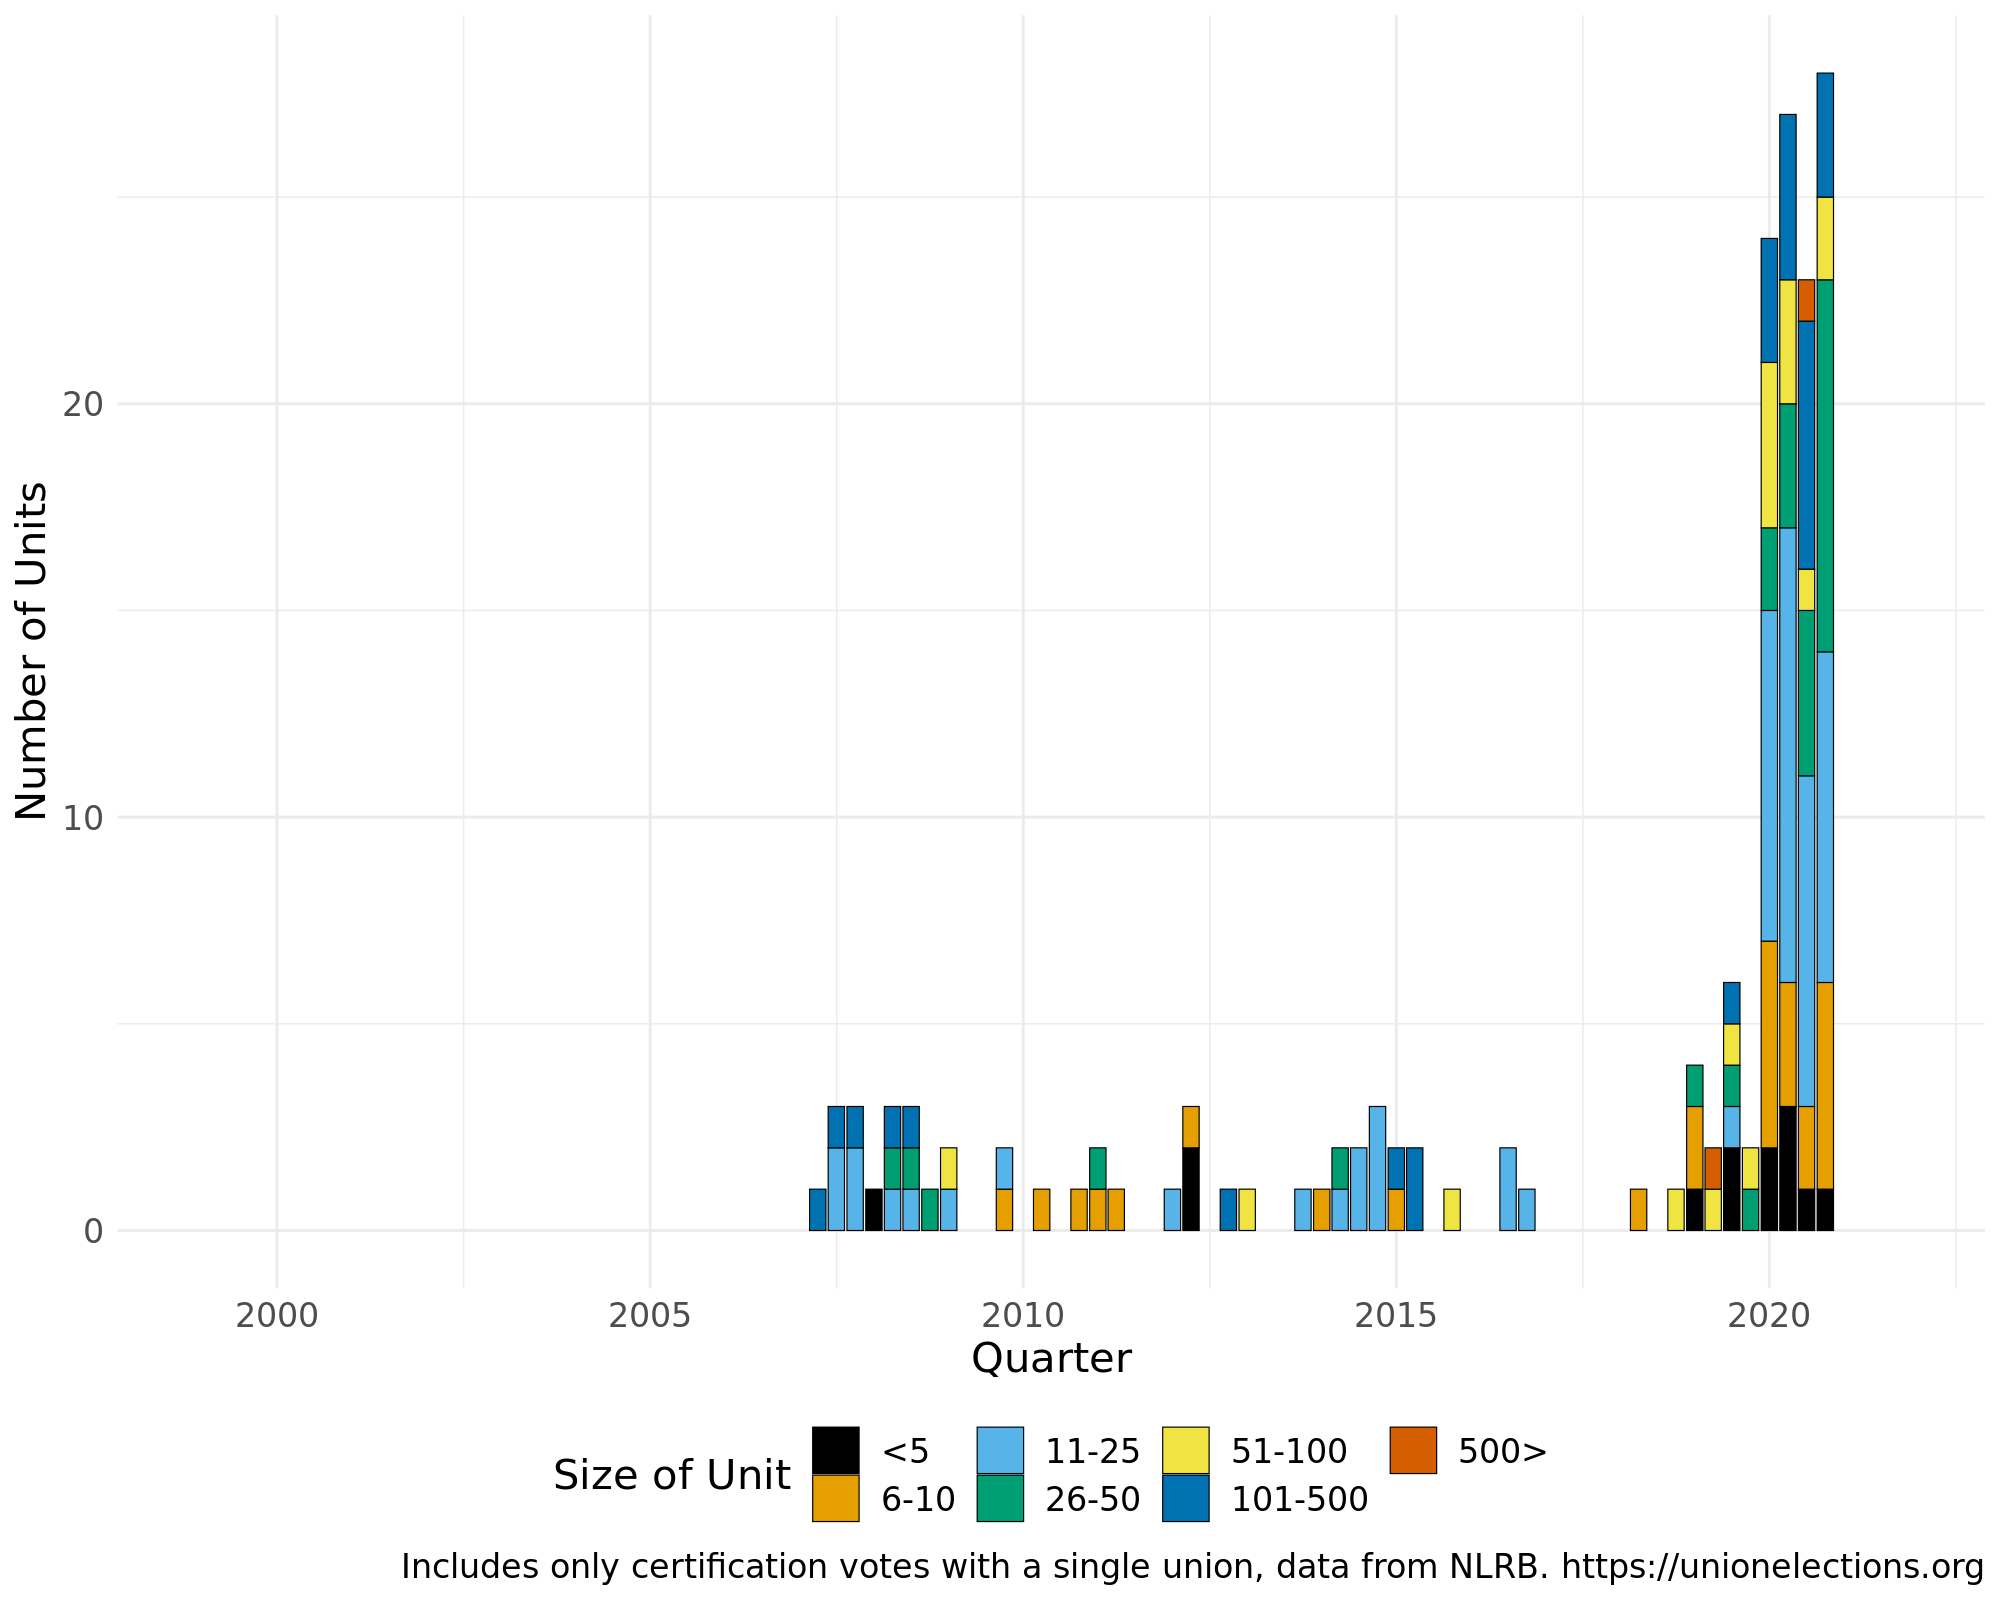 Number of Units
20
10
0
2000 2005 2010 2015 2020
Quarter
Size of Unit
<5 11-25 51-100 500>
6-10 26-50 101-500
Includes only certification votes with a single union, data from NLRB. https://unionelections.org